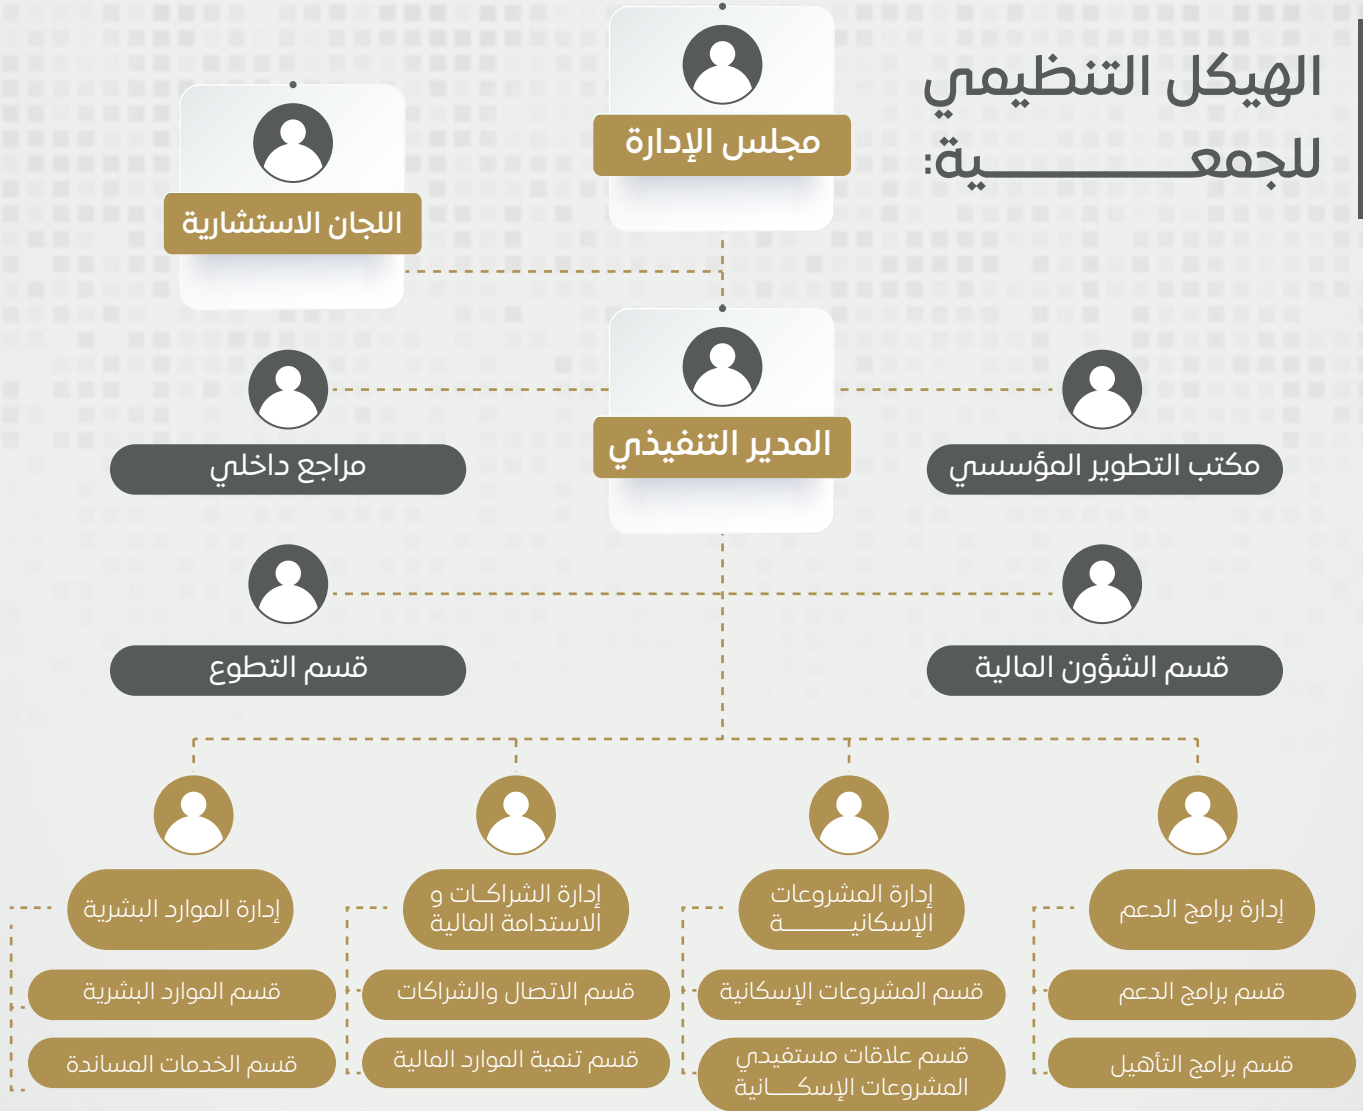 الهيكل التنظيمي
للجمعـــــــــية:
مجلس الإدارة
اللجان الاستشارية
المدير التنفيذي
مكتب التطوير المؤسسي
مراجع داخلي
قسم الشؤون المالية
قسم التطوع
إدارة برامج الدعم
قسم برامج الدعم
قسم برامج التأهيل
إدارة المشروعات
الإسكانيـــــــة
قسم المشروعات الإسكانية
قسم علاقات مستفيدي
المشروعات الإسكـــانية
إدارة الشراكــات و
الاستدامة المالية
قسم الاتصال والشراكات
قسم تنمية الموارد المالية
إدارة الموارد البشرية
قسم الموارد البشرية
قسم الخدمات المساندة